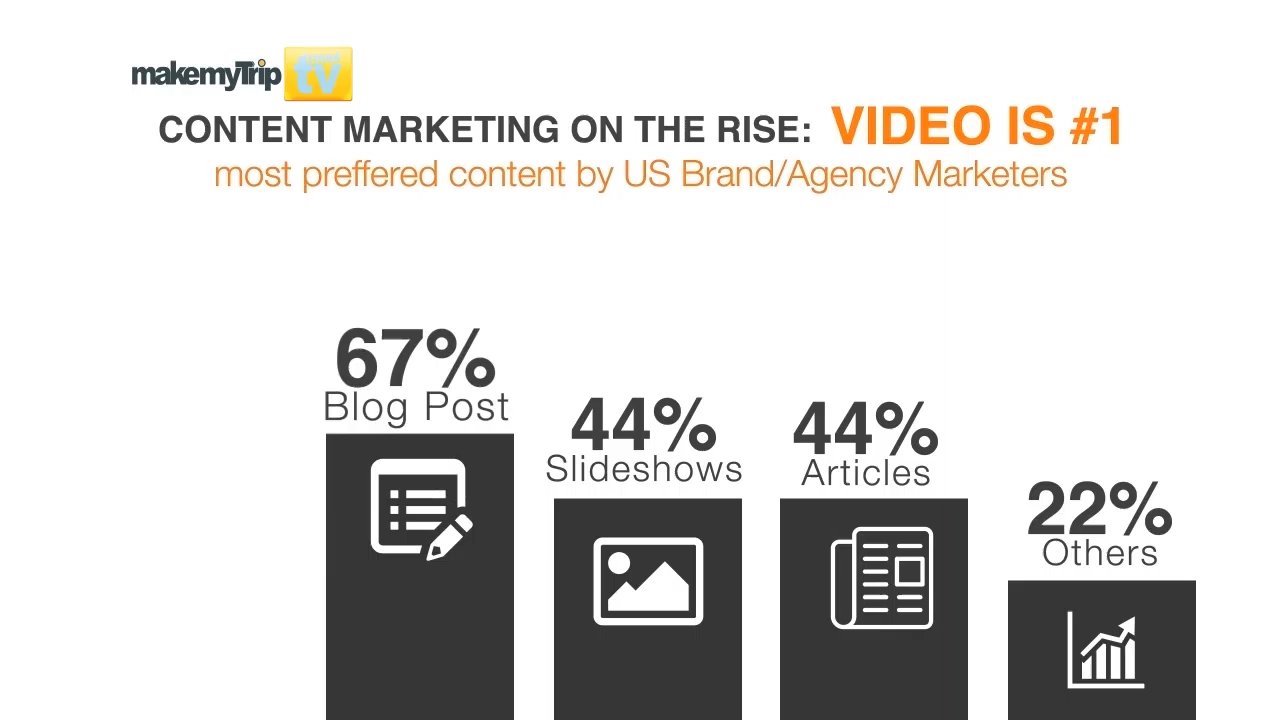 makemyTrip
tv
CONTENT MARKETING ON THE RISE: VIDEO IS #1
most preffered content by US Brand/Agency Marketers
67%
Blog Post
44%
Slideshows
44%
Articles
22%
Others